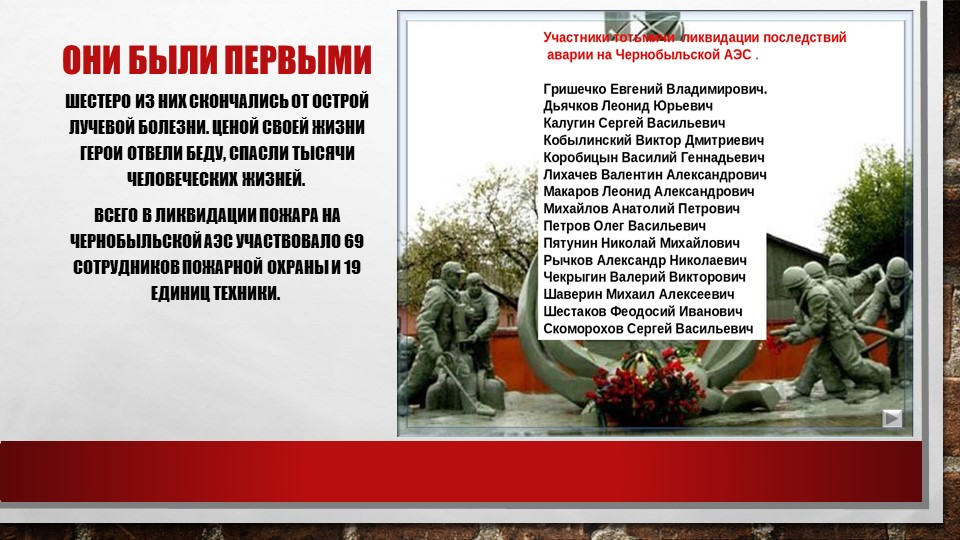 ОНИ БЫЛИ ПЕРВЫМИ
ШЕСТЕРО ИЗ НИХ СКОНЧАЛИСЬ ОТ ОСТРОЙ
ЛУЧЕВОЙ БОЛЕЗНИ. ЦЕНОЙ СВОЕЙ ЖИЗНИ
ГЕРОИ ОТВЕЛИ БЕДУ, СПАСЛИ ТЫСЯЧИ
ЧЕЛОВЕЧЕСКИХ ЖИЗНЕЙ.
ВСЕГО В ЛИКВИДАЦИИ ПОЖАРА НА
ЧЕРНОБЫЛЬСКОЙ АЭС УЧАСТВОВАЛО 69
СОТРУДНИКОВ ПОЖАРНОЙ ОХРАНЫ И 19
ЕДИНИЦ ТЕХНИКИ.
Участники тотьмичи ликвидации последствий
аварии на Чернобыльской АЭС .
Гришечко Евгений Владимирович.
Дьячков Леонид Юрьевич
Калугин Сергей Васильевич
Кобылинский Виктор Дмитриевич
Коробицын Василий Геннадьевич
Лихачев Валентин Александрович
Макаров Леонид Александрович
Михайлов Анатолий Петрович
Петров Олег Васильевич
Пятунин Николай Михайлович
Рычков Александр Николаевич
Чекрыгин Валерий Викторович
Шаверин Михаил Алексеевич
Шестаков Феодосий Иванович
Скоморохов Сергей Васильевич